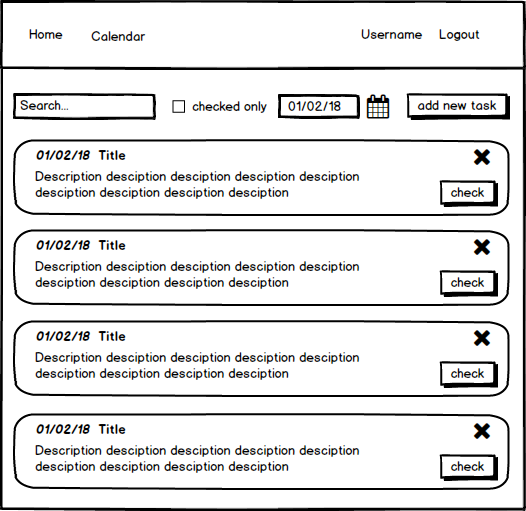 Home Calendar Username Logout
Search... checked only 01/02/18 add new task
01/02/18 Title
Description desciption desciption desciption desciption
desciption desciption desciption desciption
check
01/02/18 Title
Description desciption desciption desciption desciption
desciption desciption desciption desciption
check
01/02/18 Title
Description desciption desciption desciption desciption
desciption desciption desciption desciption
check
01/02/18 Title
Description desciption desciption desciption desciption
desciption desciption desciption desciption
check